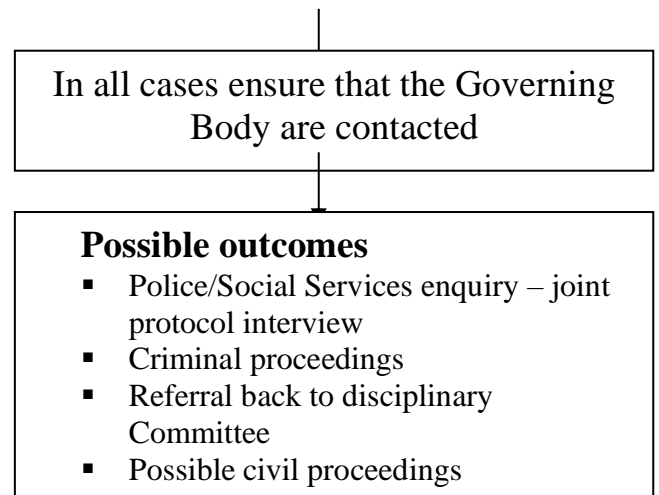 In all cases ensure that the Governing
Body are contacted
Possible outcomes
▪ Police/Social Services enquiry – joint
protocol interview
▪ Criminal proceedings
▪ Referral back to disciplinary
Committee
▪ Possible civil proceedings